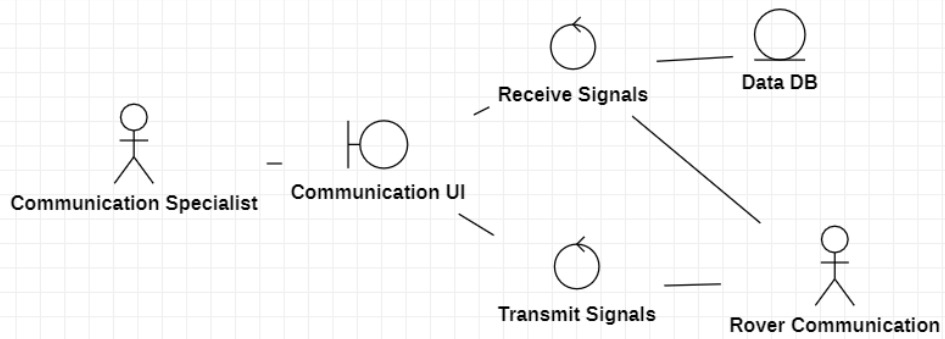 Receive Signals
Data DB
Communication Specialist
Communication UI
Transmit Signals
Rover Communication